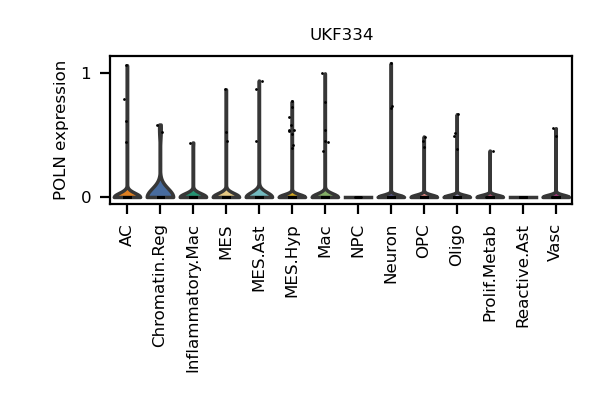 UKF334
POLN expression
1
0
AC
Chromatin.Reg
Inflammatory.Mac
MES
MES.Ast
MES.Hyp
Mac
NPC
Neuron
OPC
Oligo
Prolif.Metab
Reactive.Ast
Vasc